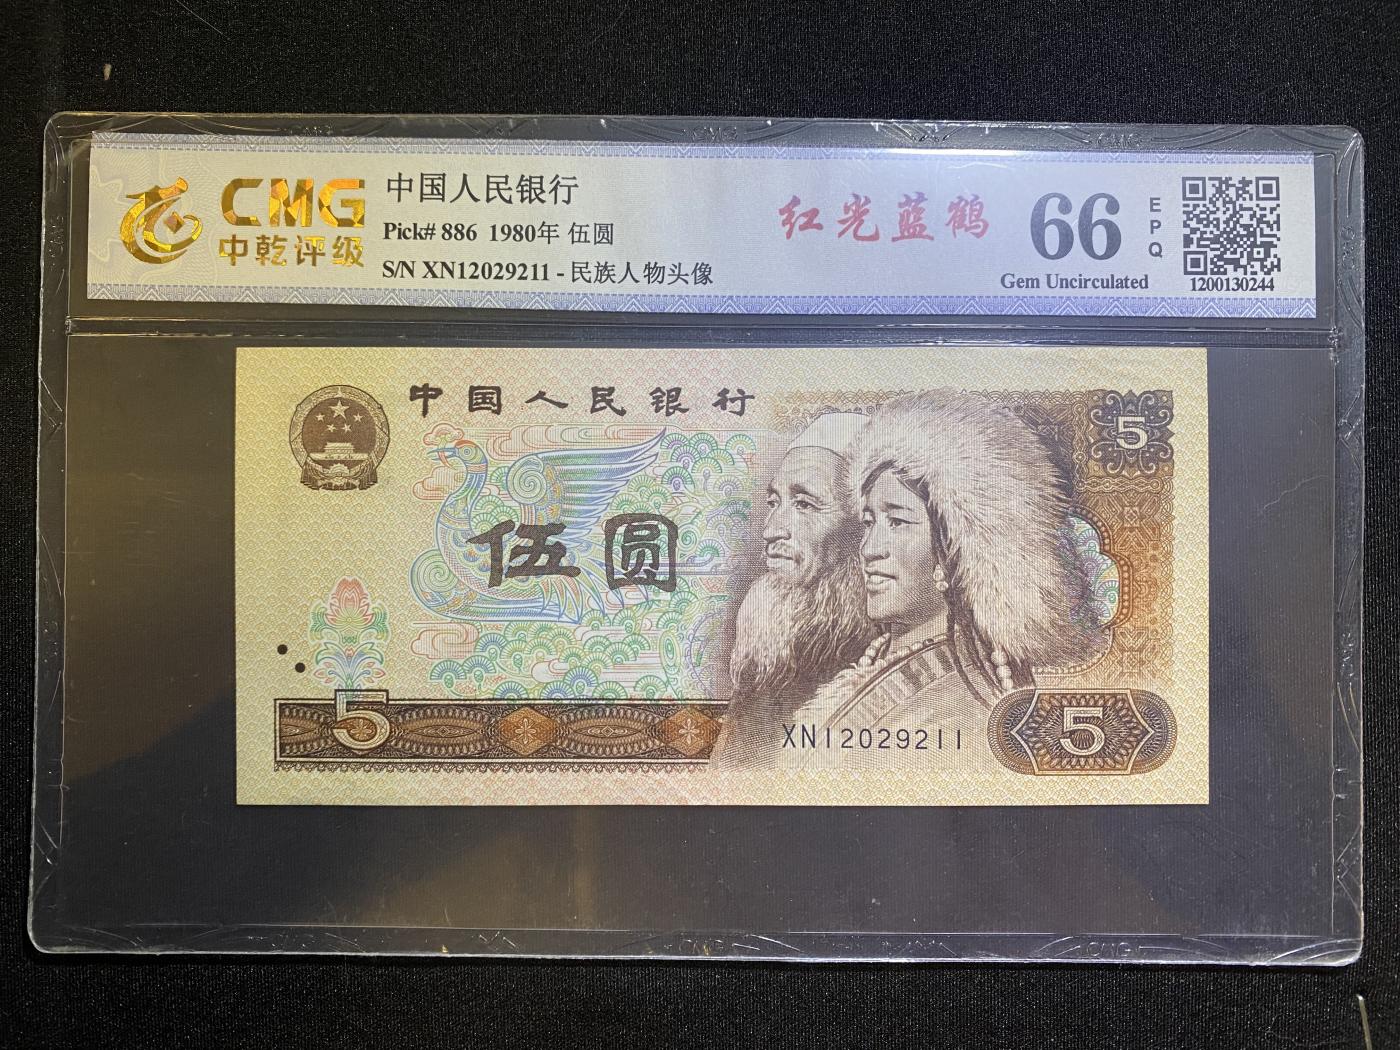 CMG
中乾评级
中国人民银行
Pick# 886 1980年 伍圆
S/N XN12029211 - 民族人物头像
红光蓝鹤
66
EPQ
Gem Uncirculated
1200130244
中国人民银行
5
伍圆
5
XN12029211
5